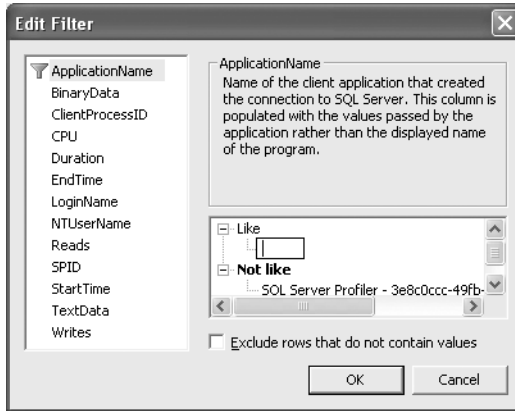 Edit Filter
ApplicationName
BinaryData
ClientProcessID
CPU
Duration
EndTime
LoginName
NTUserName
Reads
SPID
StartTime
TextData
Writes
ApplicationName
Name of the client application that created
the connection to SQL Server. This column is
populated with the values passed by the
application rather than the displayed name
of the program.
Like
Not like
SQL Server Profiler - 3e8c0ccc-49fb-
Exclude rows that do not contain values
OK
Cancel